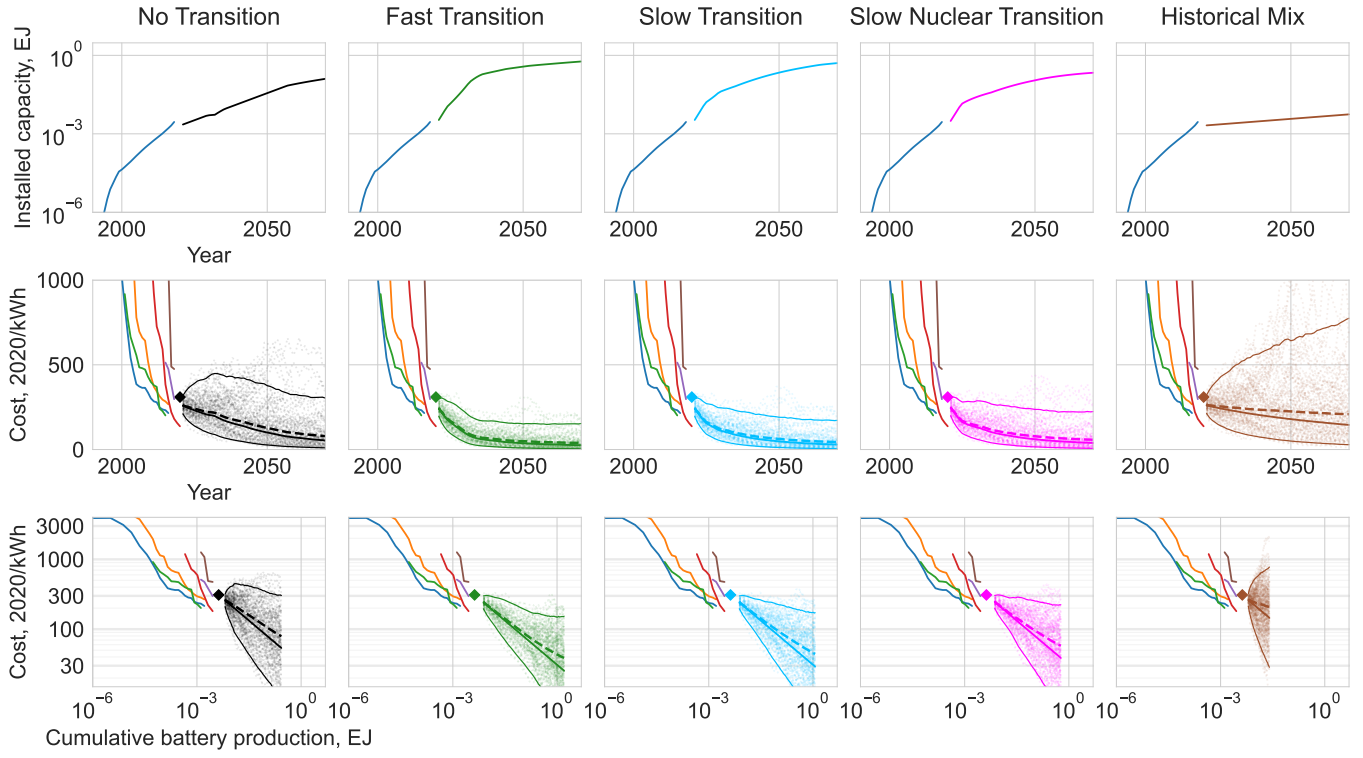 No Transition Fast Transition Slow Transition Slow Nuclear Transition Historical Mix
Installed capacity, EJ
10^0
10^-3
10^-6
2000 2050 2000 2050 2000 2050 2000 2050 2000 2050
Year
Cost, 2020/kWh
1000
500
0
2000 2050 2000 2050 2000 2050 2000 2050 2000 2050
Year
Cost, 2020/kWh
3000
1000
300
100
30
10^-6 10^-3 10^0 10^-6 10^-3 10^0 10^-6 10^-3 10^0 10^-6 10^-3 10^0 10^-6 10^-3 10^0
Cumulative battery production, EJ